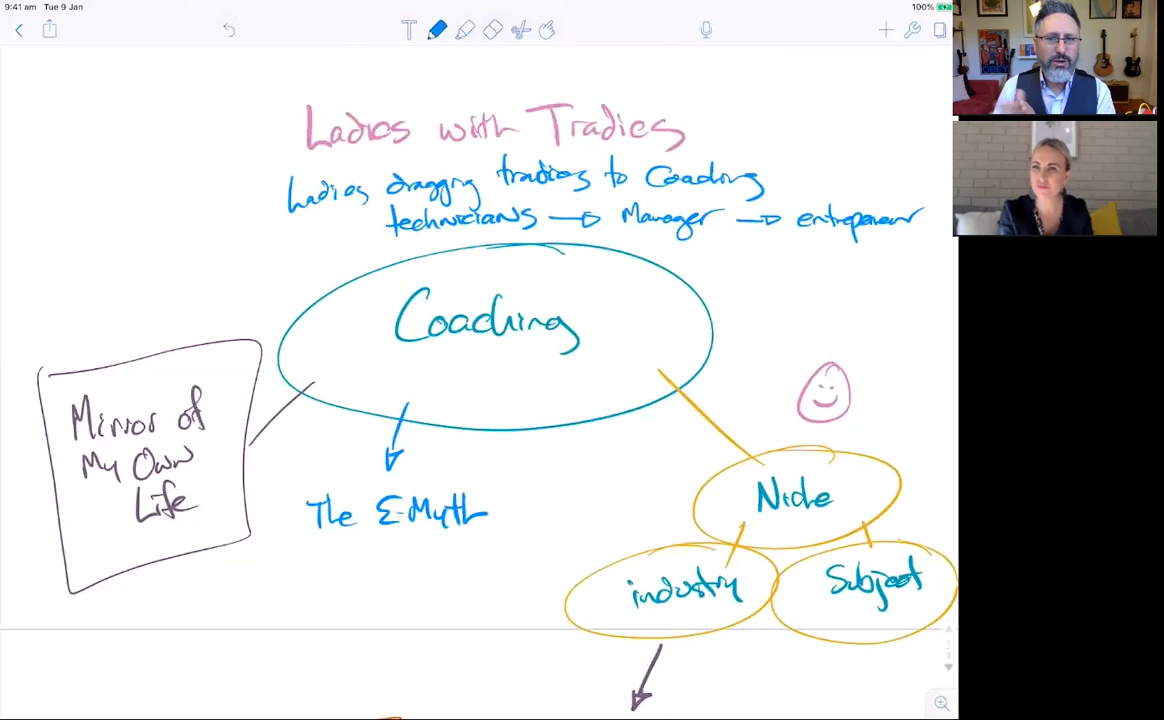 9:41 am Tue 9 Jan
100%
T
Ladies with Tradies
Ladies dragging tradies to Coaching
technicians → Manager → entrepeneur
Coaching
Mirror of
My Own
Life
The E-Myth
Niche
industry
Subject